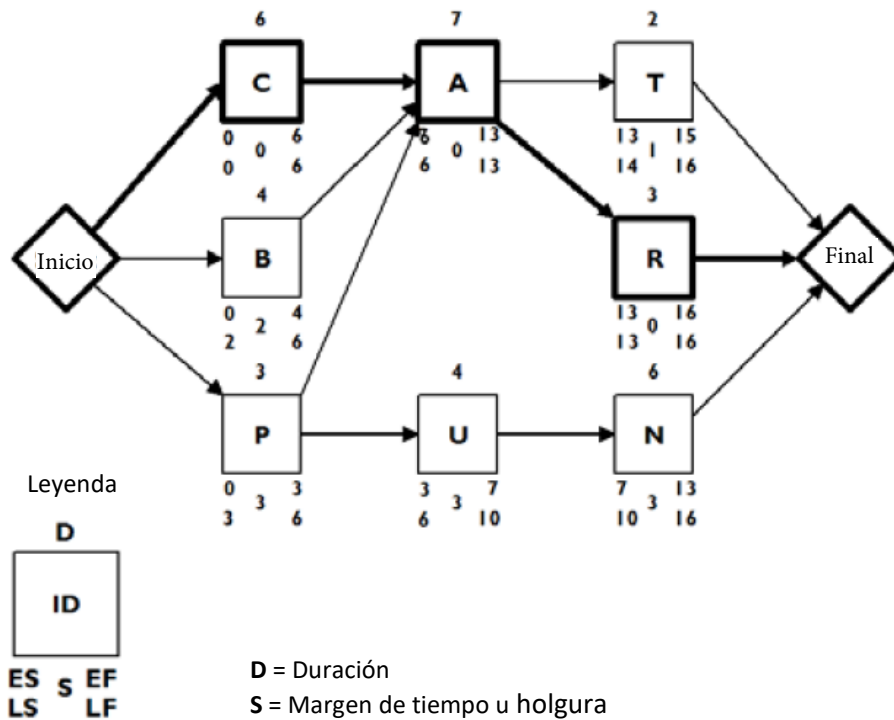 6 7 2
C A T
0 6 6 13 13 15
0 0 1
0 6 6 13 14 16
4 3
Inicio B R Final
0 4 13 16
2 0
2 6 13 16
3 4 6
P U N
0 3 3 7 7 13
3 3 3
3 6 6 10 10 16
Leyenda
D
ID
ES EF
S
LS LF
D = Duración
S = Margen de tiempo u holgura